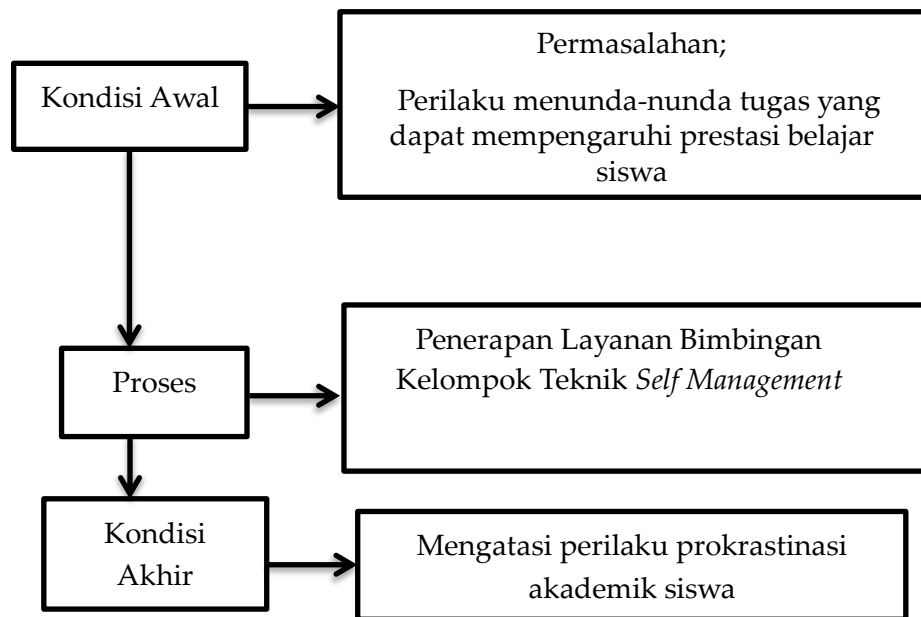 Kondisi Awal
Permasalahan;
Perilaku menunda-nunda tugas yang
dapat mempengaruhi prestasi belajar
siswa
Proses
Penerapan Layanan Bimbingan
Kelompok Teknik Self Management
Kondisi
Akhir
Mengatasi perilaku prokrastinasi
akademik siswa